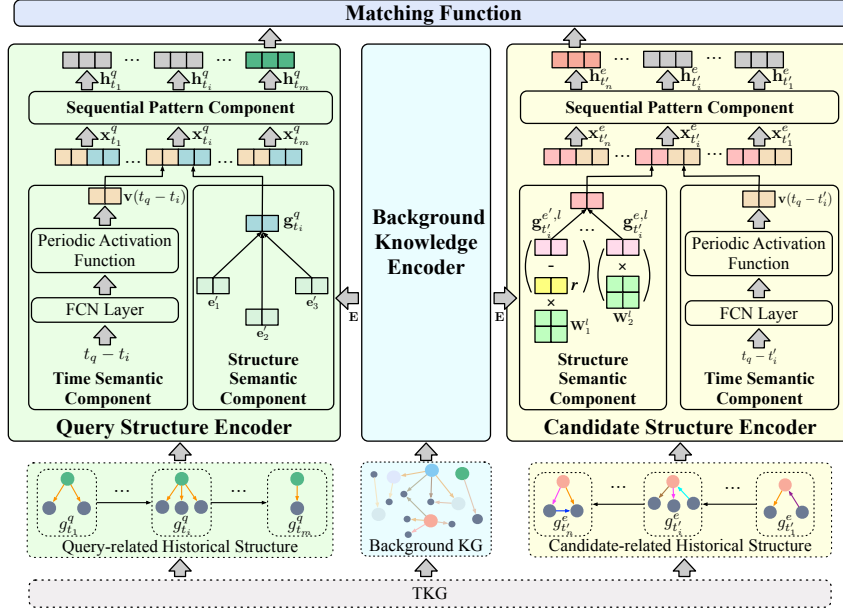 Matching Function
... ...
h^q_{t_1} h^q_{t_i} h^q_{t_m}
Sequential Pattern Component
x^q_{t_1} x^q_{t_i} x^q_{t_m}
... ...
v(t_q − t_i)
Periodic Activation
Function
FCN Layer
t_q − t_i
Time Semantic
Component
g^q_{t_i}
e'_1
e'_2
e'_3
Structure
Semantic
Component
Query Structure Encoder
E
Background
Knowledge
Encoder
E
... ...
h^e_{t'_n} h^e_{t'_i} h^e_{t'_1}
Sequential Pattern Component
x^e_{t'_n} x^e_{t'_i} x^e_{t'_1}
... ...
g^{e',l}_{t'_i} ... g^{e,l}_{t'_i}
-
r
×
W^l_1
×
W^l_2
Structure
Semantic
Component
v(t_q − t'_i)
Periodic Activation
Function
FCN Layer
t_q − t'_i
Time Semantic
Component
Candidate Structure Encoder
... ...
g^q_{t_1} g^q_{t_i} g^q_{t_m}
Query-related Historical Structure
Background KG
... ...
g^e_{t'_n} g^e_{t'_i} g^e_{t'_1}
Candidate-related Historical Structure
TKG